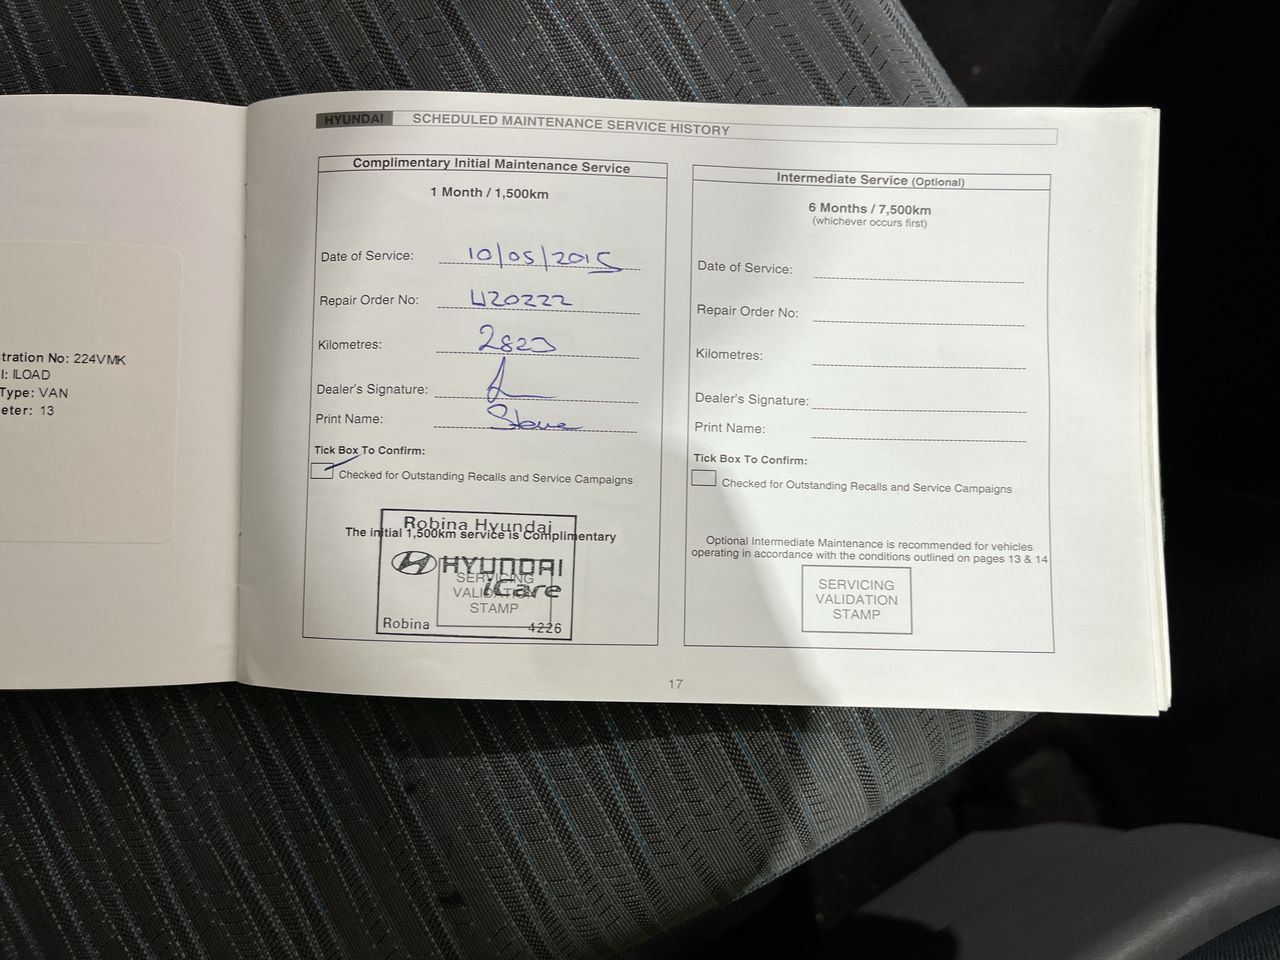 tration No: 224VMK
l: ILOAD
Type: VAN
eter: 13
HYUNDAI SCHEDULED MAINTENANCE SERVICE HISTORY
Complimentary Initial Maintenance Service
1 Month / 1,500km
Date of Service: 10/05/2015
Repair Order No: U20222
Kilometres: 2823
Dealer's Signature:
Print Name: Steve
Tick Box To Confirm:
Checked for Outstanding Recalls and Service Campaigns
Robina Hyundai
The initial 1,500km service is Complimentary
HYUNDAI
iCare
SERVICING
VALIDATION
STAMP
Robina 4226
Intermediate Service (Optional)
6 Months / 7,500km
(whichever occurs first)
Date of Service:
Repair Order No:
Kilometres:
Dealer's Signature:
Print Name:
Tick Box To Confirm:
Checked for Outstanding Recalls and Service Campaigns
Optional Intermediate Maintenance is recommended for vehicles
operating in accordance with the conditions outlined on pages 13 & 14
SERVICING
VALIDATION
STAMP
17